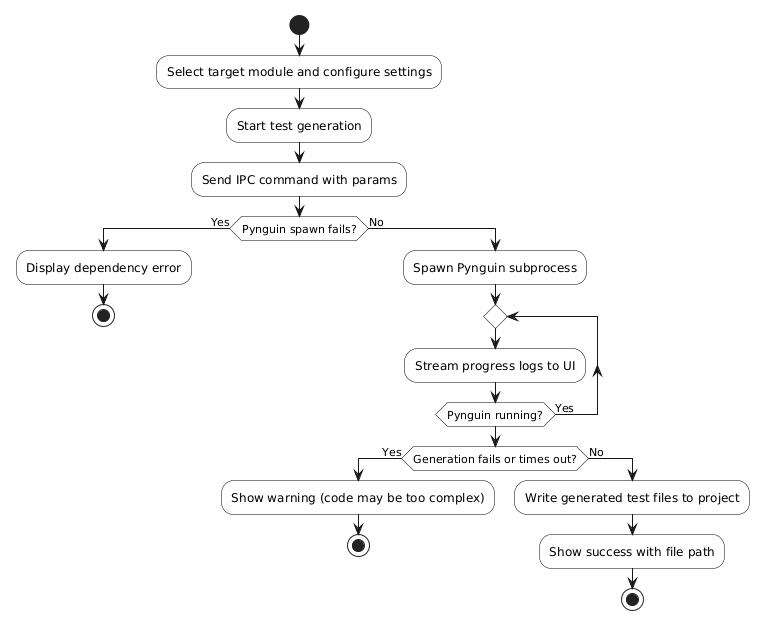 Select target module and configure settings
Start test generation
Send IPC command with params
Yes
Pynguin spawn fails?
No
Display dependency error
Spawn Pynguin subprocess
Stream progress logs to UI
Pynguin running?
Yes
Yes
Generation fails or times out?
No
Show warning (code may be too complex)
Write generated test files to project
Show success with file path